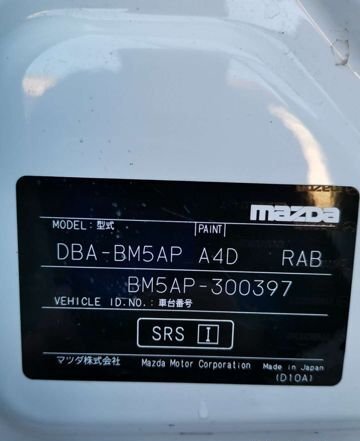 mazda
MODEL: 型式 PAINT
DBA-BM5AP A4D RAB
BM5AP-300397
VEHICLE ID.NO.: 車台番号
SRS I
マツダ株式会社 Mazda Motor Corporation Made in Japan
(D10A)